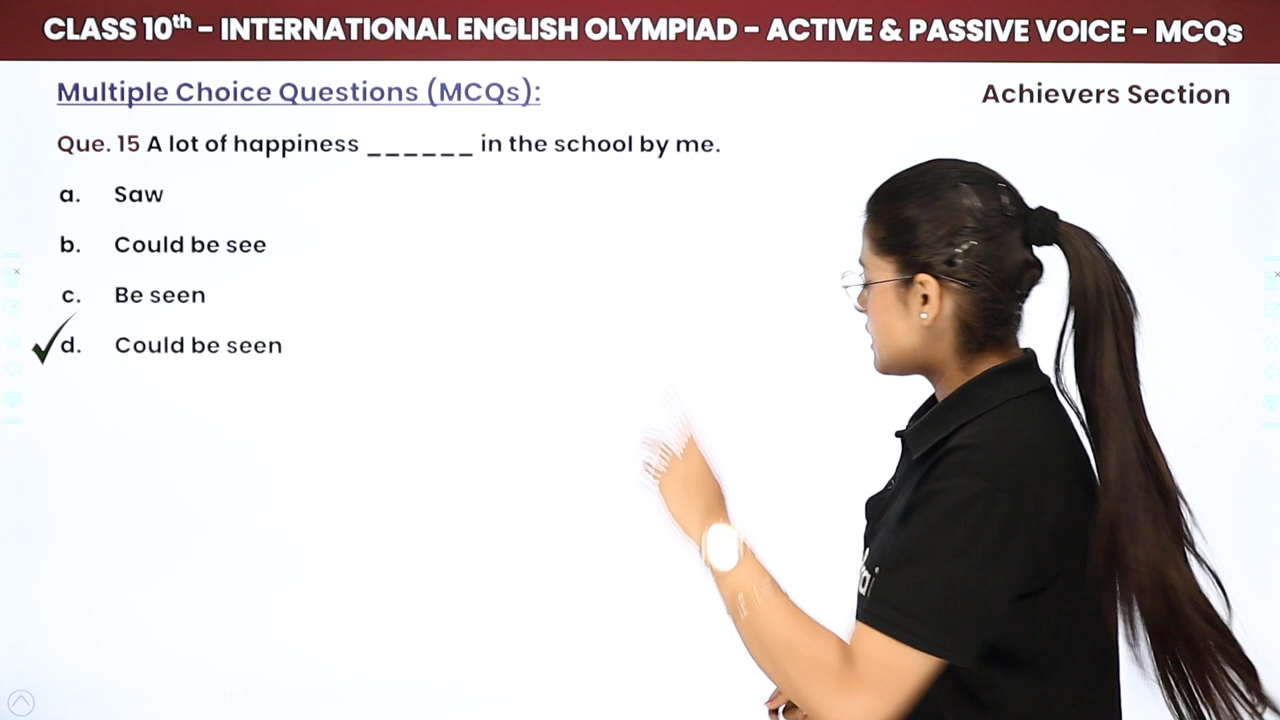 CLASS 10th - INTERNATIONAL ENGLISH OLYMPIAD - ACTIVE & PASSIVE VOICE - MCQs
Multiple Choice Questions (MCQs):
Achievers Section
Que. 15 A lot of happiness ______ in the school by me.
a. Saw
b. Could be see
c. Be seen
d. Could be seen